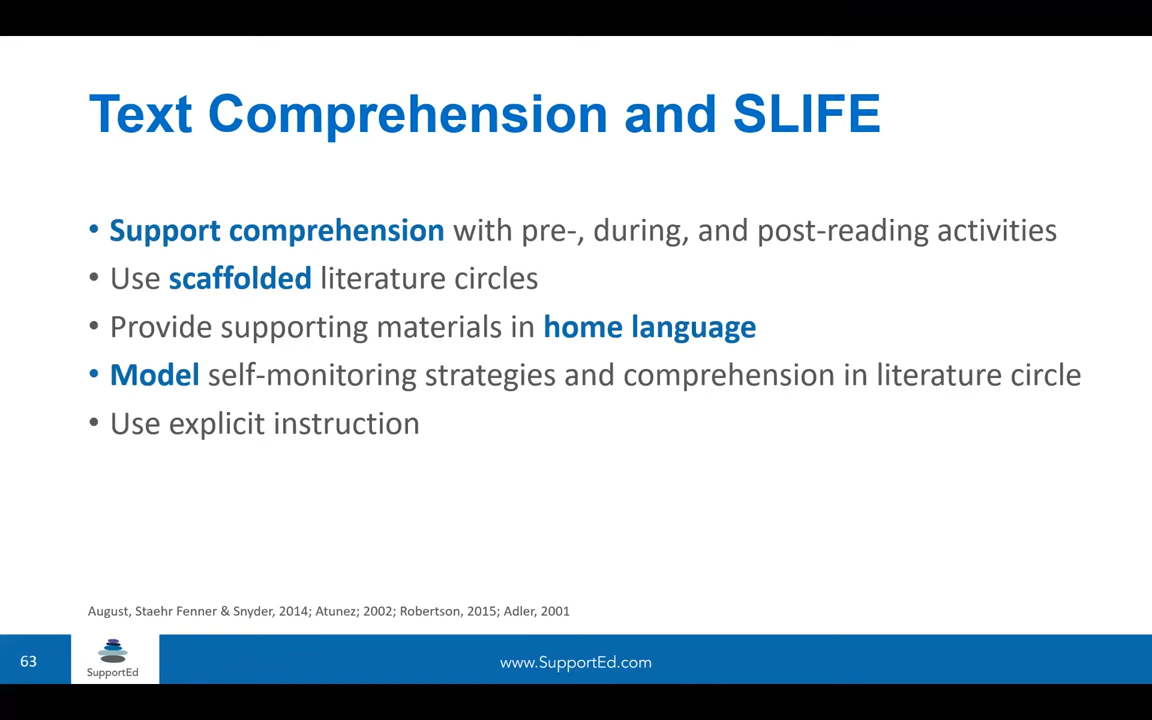 Text Comprehension and SLIFE
• Support comprehension with pre-, during, and post-reading activities
• Use scaffolded literature circles
• Provide supporting materials in home language
• Model self-monitoring strategies and comprehension in literature circle
• Use explicit instruction
August, Staehr Fenner & Snyder, 2014; Atunez; 2002; Robertson, 2015; Adler, 2001
63
SupportEd
www.SupportEd.com